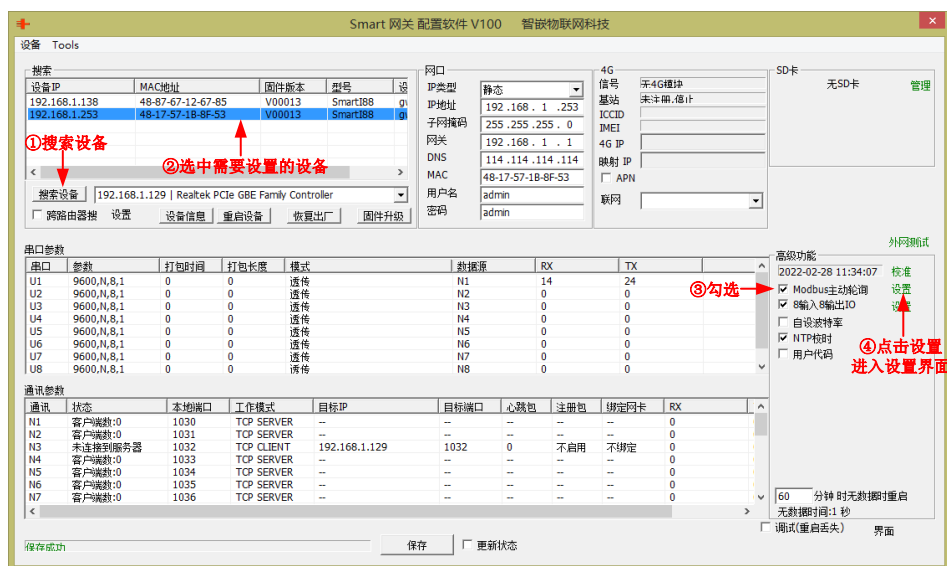 Smart 网关 配置软件 V100 智嵌物联网科技
设备 Tools
搜索
设备IP MAC地址 固件版本 型号 设
192.168.1.138 48-87-67-12-67-85 V00013 SmartI88
192.168.1.253 48-17-57-1B-8F-53 V00013 SmartI88
①搜索设备
②选中需要设置的设备
搜索设备 192.168.1.129 | Realtek PCIe GBE Family Controller
跨路由器搜 设置 设备信息 重启设备 恢复出厂 固件升级
网口
IP类型 静态
IP地址 192 .168 . 1 .253
子网掩码 255 .255 .255 . 0
网关 192 .168 . 1 . 1
DNS 114 .114 .114 .114
MAC 48-17-57-1B-8F-53
用户名 admin
密码 admin
4G
信号 无4G模块
基站 未注册,停止
ICCID
IMEI
4G IP
映射 IP
APN
联网
SD卡
无SD卡 管理
外网测试
串口参数
串口 参数 打包时间 打包长度 模式 数据源 RX TX
U1 9600,N,8,1 0 0 透传 N1 14 24
U2 9600,N,8,1 0 0 透传 N2 0 0
U3 9600,N,8,1 0 0 透传 N3 0 0
U4 9600,N,8,1 0 0 透传 N4 0 0
U5 9600,N,8,1 0 0 透传 N5 0 0
U6 9600,N,8,1 0 0 透传 N6 0 0
U7 9600,N,8,1 0 0 透传 N7 0 0
U8 9600,N,8,1 0 0 透传 N8 0 0
高级功能
2022-02-28 11:34:07 校准
③勾选
Modbus主动轮询 设置
8输入8输出IO 设置
自设波特率
NTP校时
用户代码
④点击设置
进入设置界面
通讯参数
通讯 状态 本地端口 工作模式 目标IP 目标端口 心跳包 注册包 绑定网卡 RX
N1 客户端数:0 1030 TCP SERVER -- -- -- -- -- 0
N2 客户端数:0 1031 TCP SERVER -- -- -- -- -- 0
N3 未连接到服务器 1032 TCP CLIENT 192.168.1.129 1032 0 不启用 不绑定 0
N4 客户端数:0 1033 TCP SERVER -- -- -- -- -- 0
N5 客户端数:0 1034 TCP SERVER -- -- -- -- -- 0
N6 客户端数:0 1035 TCP SERVER -- -- -- -- -- 0
N7 客户端数:0 1036 TCP SERVER -- -- -- -- -- 0
60 分钟 时无数据时重启
无数据时间:1 秒
调试(重启丢失) 界面
保存成功 保存 更新状态